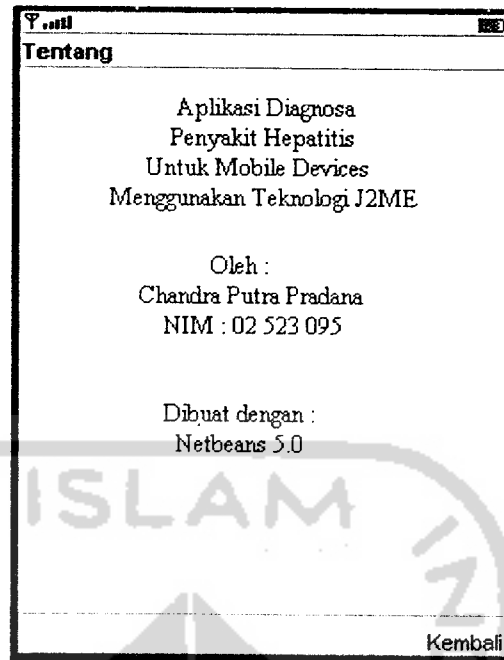 Tentang
Aplikasi Diagnosa
Penyakit Hepatitis
Untuk Mobile Devices
Menggunakan Teknologi J2ME
Oleh :
Chandra Putra Pradana
NIM : 02 523 095
Dibuat dengan :
Netbeans 5.0
ISLAM
Kembali